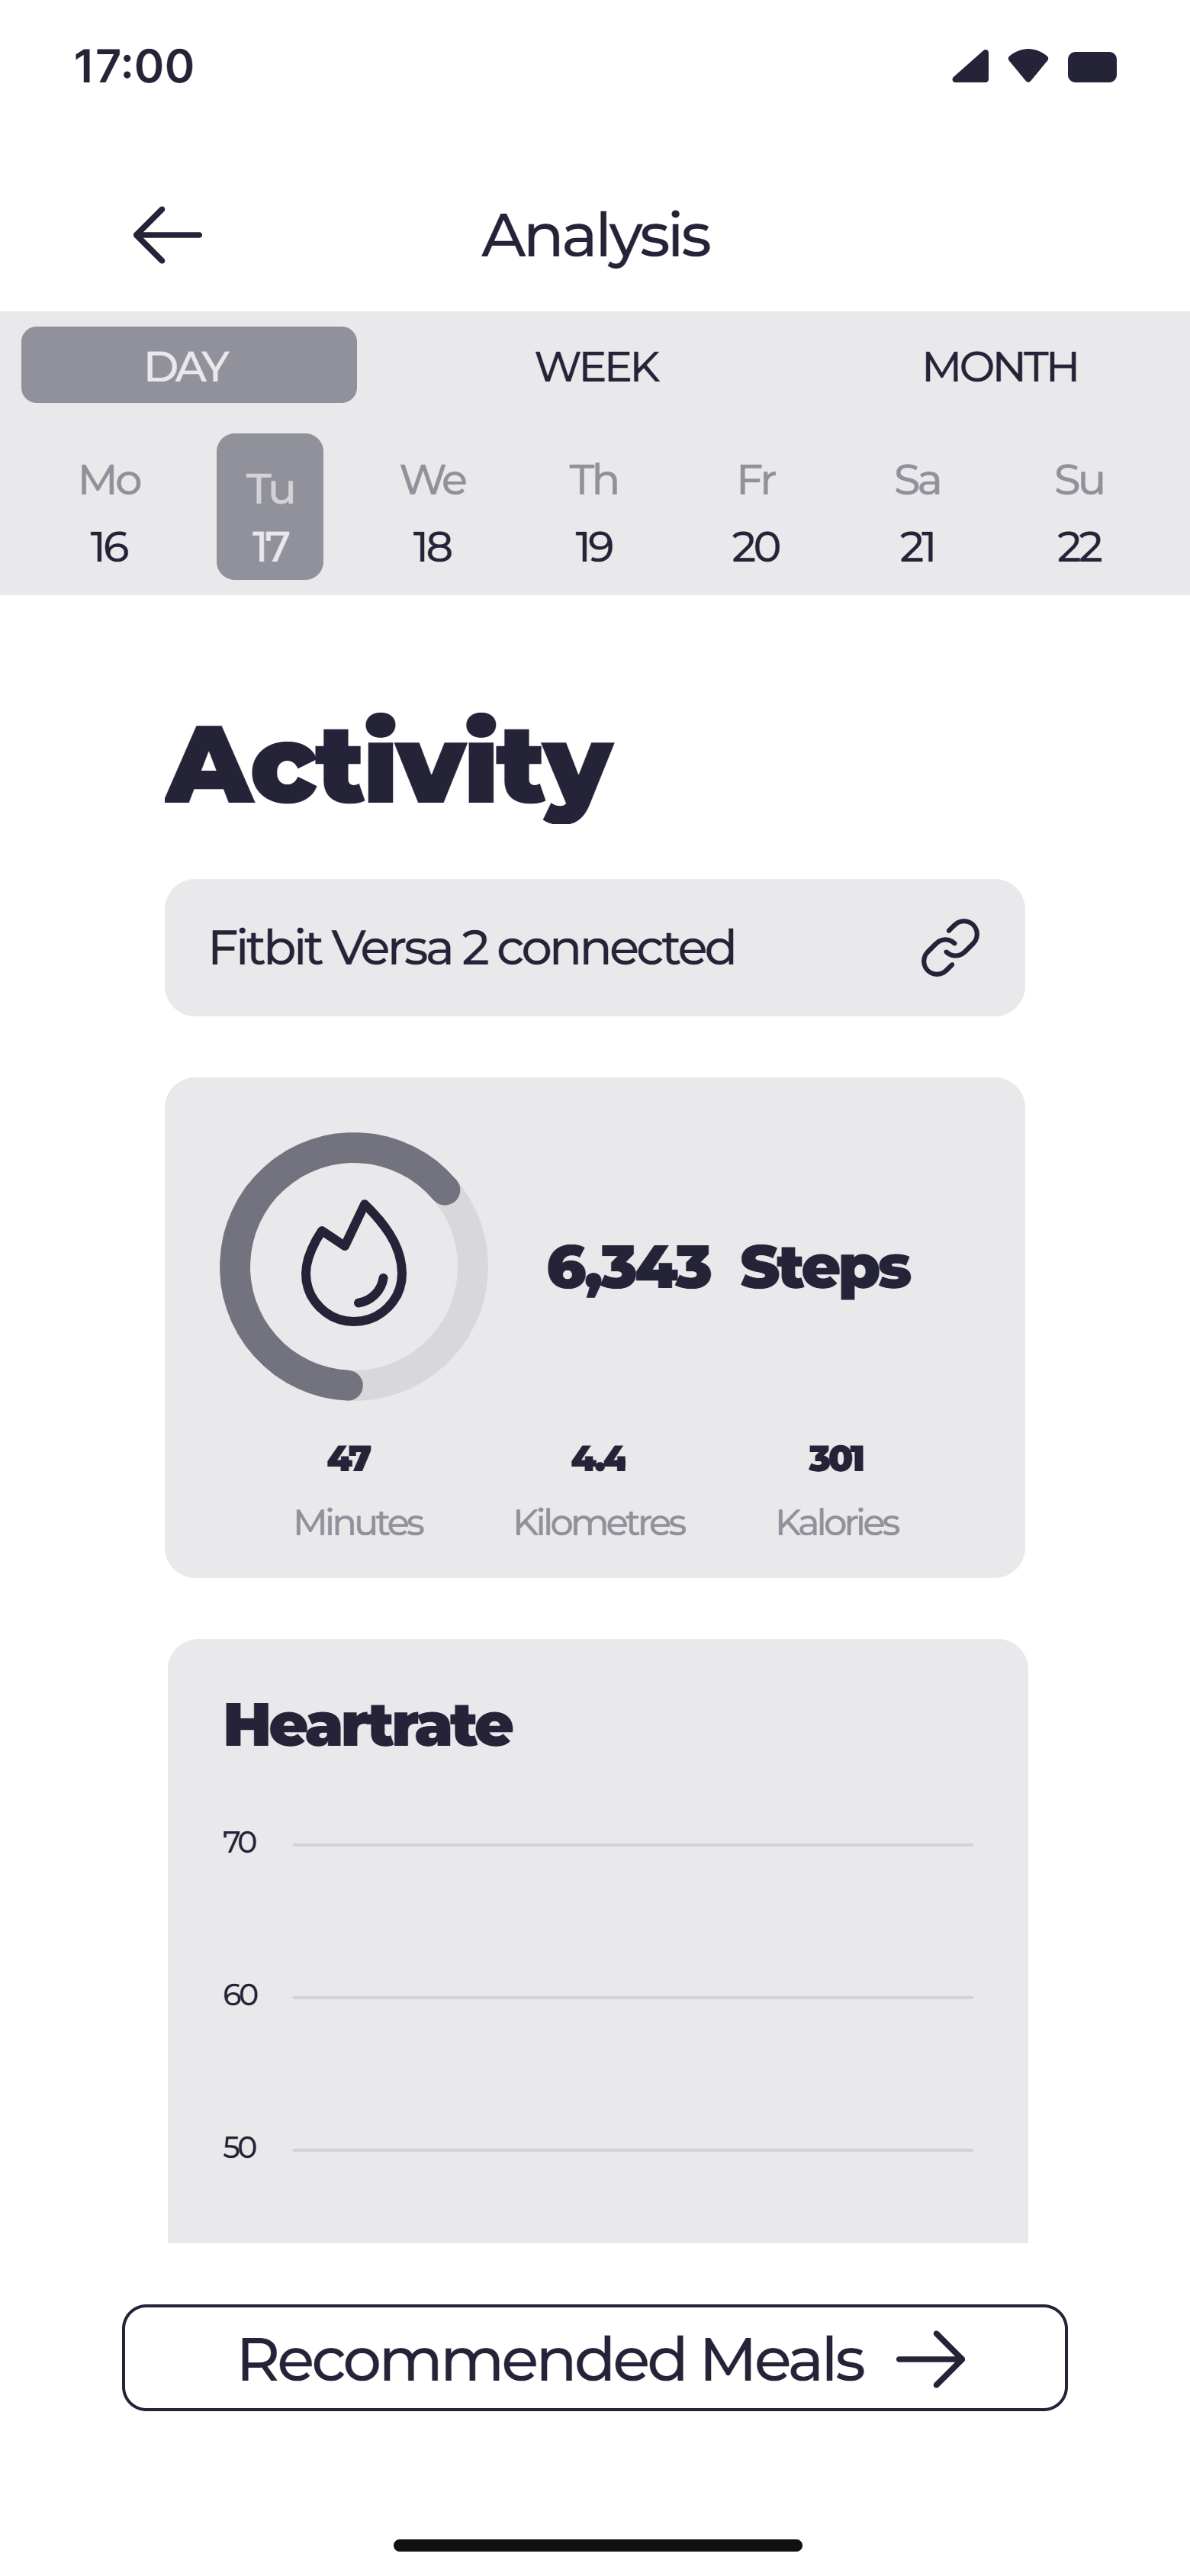 17:00
Analysis
DAY WEEK MONTH
Mo Tu We Th Fr Sa Su
16 17 18 19 20 21 22
Activity
Fitbit Versa 2 connected
6,343 Steps
47 4.4 301
Minutes Kilometres Kalories
Heartrate
70
60
50
Recommended Meals